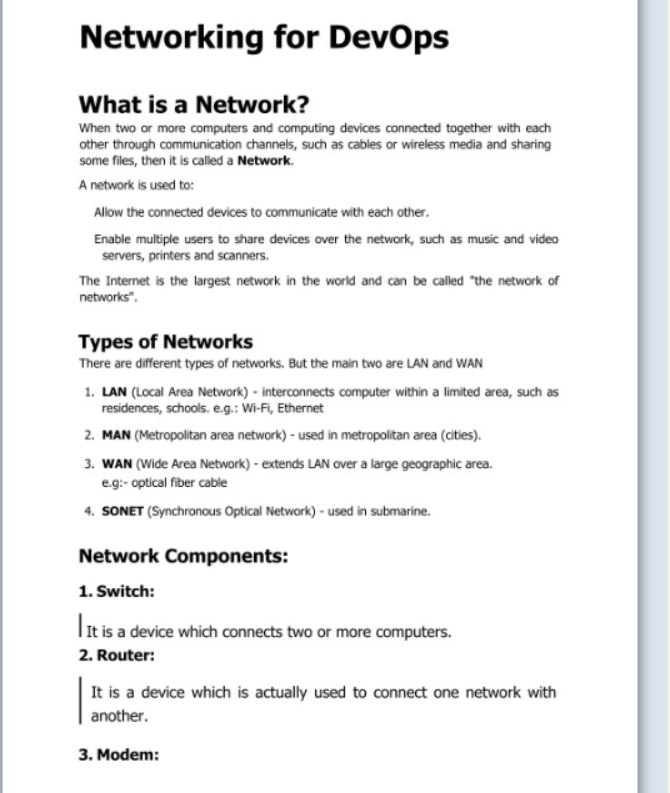 Networking for DevOps
What is a Network?
When two or more computers and computing devices connected together with each
other through communication channels, such as cables or wireless media and sharing
some files, then it is called a Network.
A network is used to:
Allow the connected devices to communicate with each other.
Enable multiple users to share devices over the network, such as music and video
servers, printers and scanners.
The Internet is the largest network in the world and can be called "the network of
networks".
Types of Networks
There are different types of networks. But the main two are LAN and WAN
1. LAN (Local Area Network) - interconnects computer within a limited area, such as
residences, schools. e.g.: Wi-Fi, Ethernet
2. MAN (Metropolitan area network) - used in metropolitan area (cities).
3. WAN (Wide Area Network) - extends LAN over a large geographic area.
e.g:- optical fiber cable
4. SONET (Synchronous Optical Network) - used in submarine.
Network Components:
1. Switch:
It is a device which connects two or more computers.
2. Router:
It is a device which is actually used to connect one network with
another.
3. Modem: